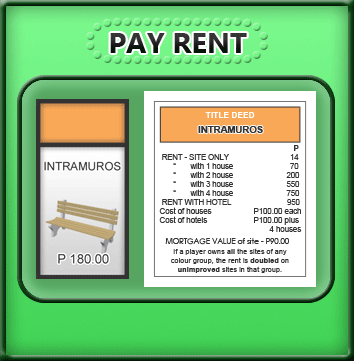 PAY RENT
INTRAMUROS
P 180.00
TITLE DEED
INTRAMUROS
P
RENT - SITE ONLY 14
" with 1 house 70
" with 2 house 200
" with 3 house 550
" with 4 house 750
RENT WITH HOTEL 950
Cost of houses P100.00 each
Cost of hotels P100.00 plus
4 houses
MORTGAGE VALUE of site - P90.00
If a player owns all the sites of any
colour group, the rent is doubled on
unimproved sites in that group.